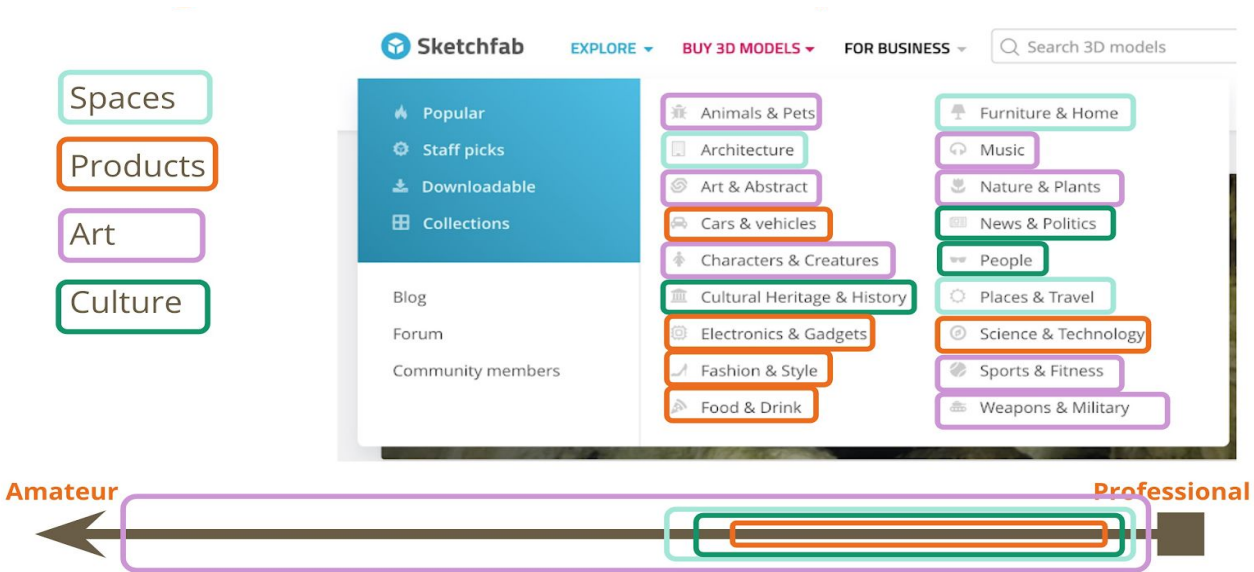 Sketchfab
EXPLORE
BUY 3D MODELS
FOR BUSINESS
Search 3D models
Spaces
Products
Art
Culture
Popular
Staff picks
Downloadable
Collections
Blog
Forum
Community members
Animals & Pets
Architecture
Art & Abstract
Cars & vehicles
Characters & Creatures
Cultural Heritage & History
Electronics & Gadgets
Fashion & Style
Food & Drink
Furniture & Home
Music
Nature & Plants
News & Politics
People
Places & Travel
Science & Technology
Sports & Fitness
Weapons & Military
Amateur
Professional